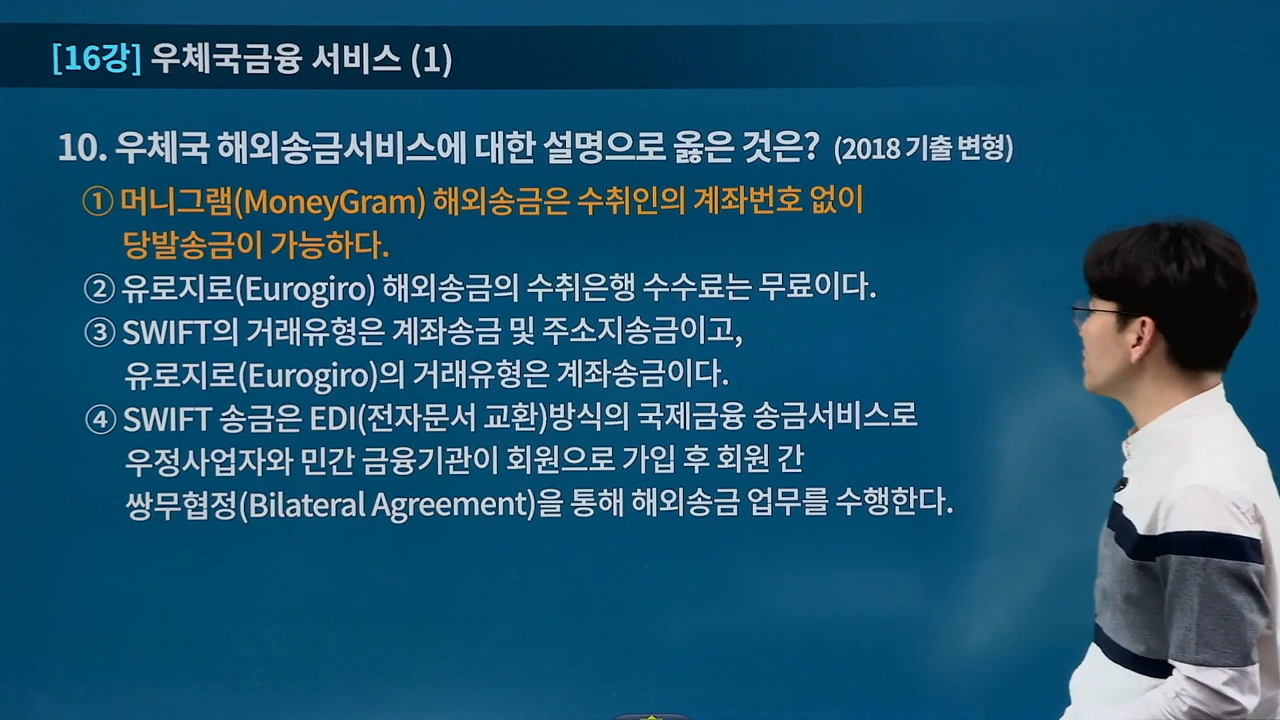 [16강] 우체국금융 서비스 (1)
10. 우체국 해외송금서비스에 대한 설명으로 옳은 것은? (2018 기출 변형)
① 머니그램(MoneyGram) 해외송금은 수취인의 계좌번호 없이
당발송금이 가능하다.
② 유로지로(Eurogiro) 해외송금의 수취은행 수수료는 무료이다.
③ SWIFT의 거래유형은 계좌송금 및 주소지송금이고,
유로지로(Eurogiro)의 거래유형은 계좌송금이다.
④ SWIFT 송금은 EDI(전자문서 교환)방식의 국제금융 송금서비스로
우정사업자와 민간 금융기관이 회원으로 가입 후 회원 간
쌍무협정(Bilateral Agreement)을 통해 해외송금 업무를 수행한다.